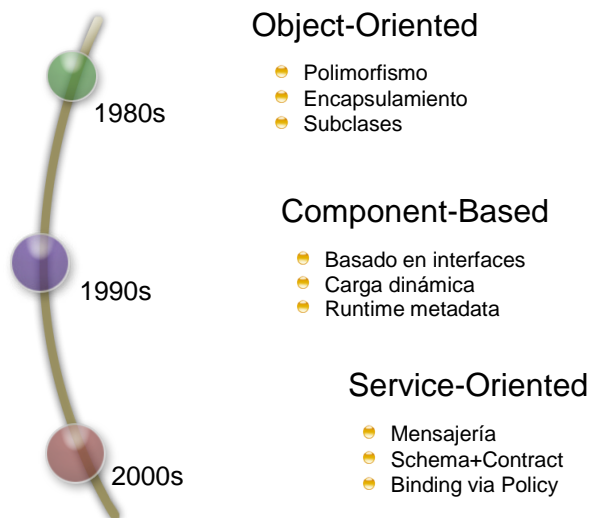 Object-Oriented
Polimorfismo
Encapsulamiento
Subclases
1980s
Component-Based
Basado en interfaces
Carga dinámica
Runtime metadata
1990s
Service-Oriented
Mensajería
Schema+Contract
Binding via Policy
2000s